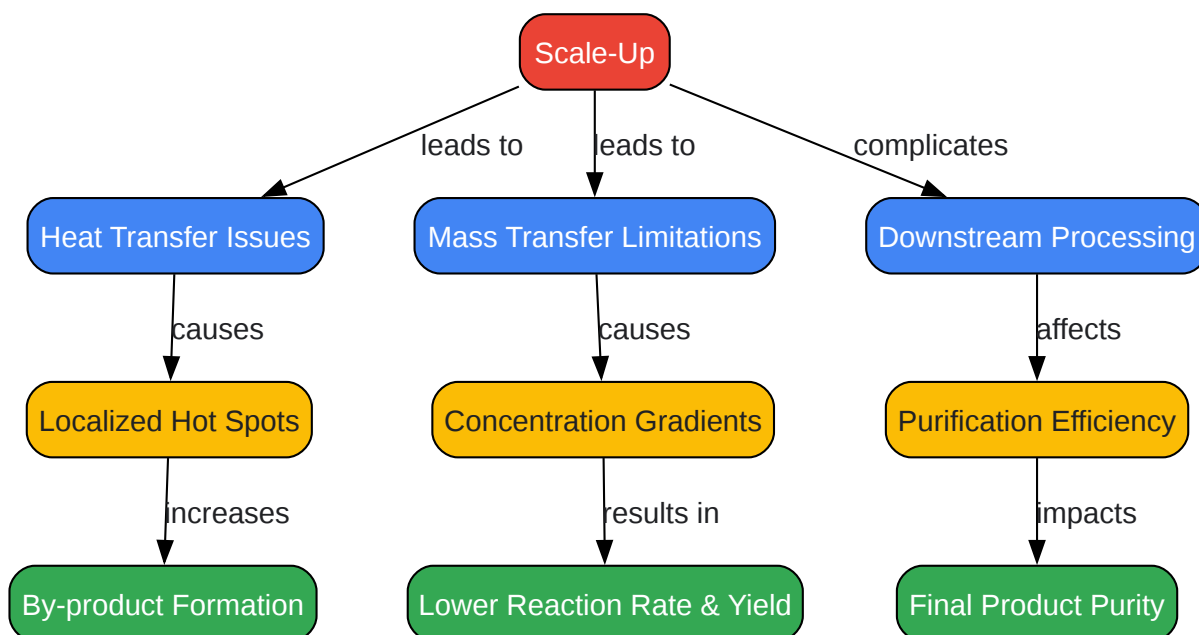 Scale-Up
leads to
leads to
complicates
Heat Transfer Issues
Mass Transfer Limitations
Downstream Processing
causes
causes
affects
Localized Hot Spots
Concentration Gradients
Purification Efficiency
increases
results in
impacts
By-product Formation
Lower Reaction Rate & Yield
Final Product Purity